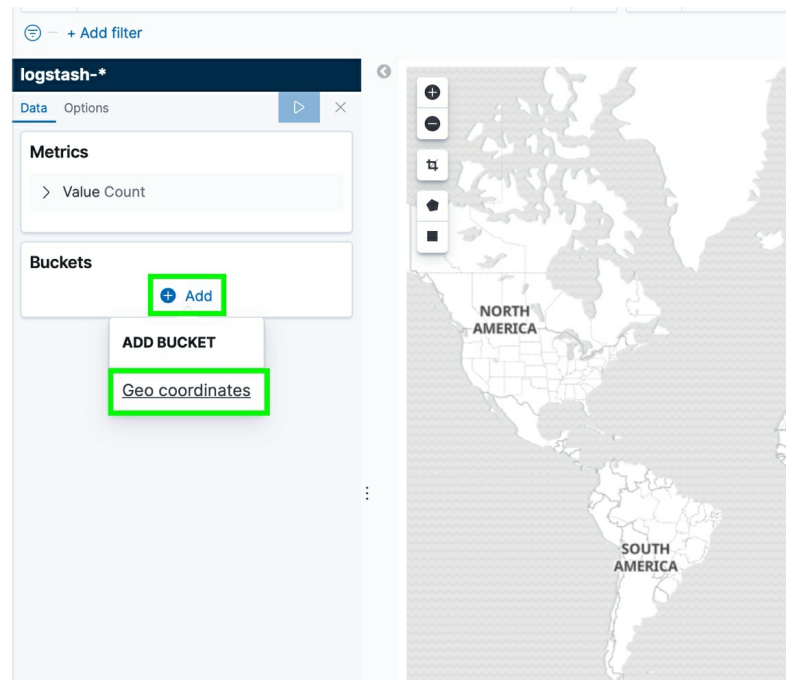 + Add filter
logstash-*
Data Options
Metrics
Value Count
Buckets
Add
ADD BUCKET
Geo coordinates
NORTH
AMERICA
SOUTH
AMERICA